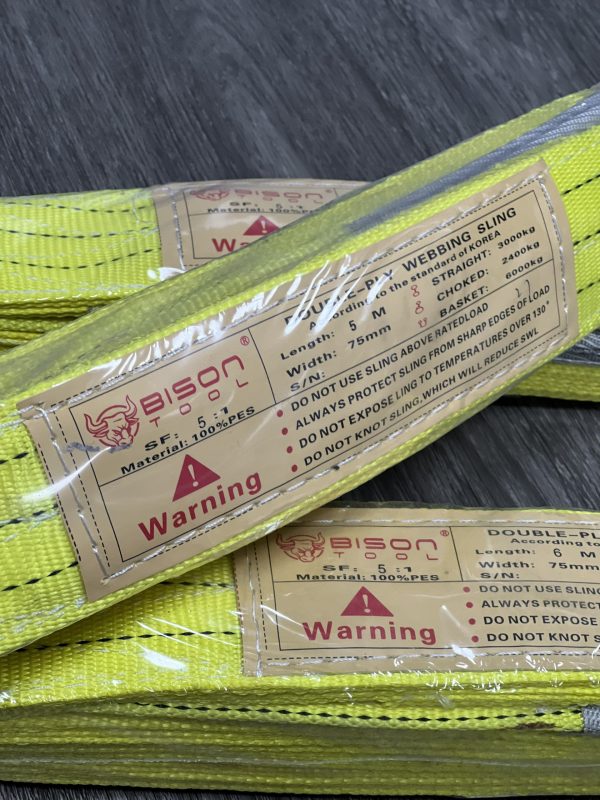 BISON ®
SF: 5:1
Material: 100%PES
Warning
BISON ®
TOOL
SF: 5:1
Material: 100%PES
Warning
DOUBLE-PLY WEBBING SLING
According to the standard of KOREA
Length: 5 M
STRAIGHT: 3000kg
Width: 75mm
CHOKED: 2400kg
S/N:
BASKET: 6000kg
• DO NOT USE SLING ABOVE RATEDLOAD
• ALWAYS PROTECT SLING FROM SHARP EDGES OF LOAD
• DO NOT EXPOSE LING TO TEMPERATURES OVER 130°
• DO NOT KNOT SLING, WHICH WILL REDUCE SWL
BISON ®
TOOL
SF: 5:1
Material: 100%PES
Warning
DOUBLE-PL
According to
Length: 6 M
Width: 75mm
S/N:
• DO NOT USE SLING
• ALWAYS PROTECT
• DO NOT EXPOSE
• DO NOT KNOT S